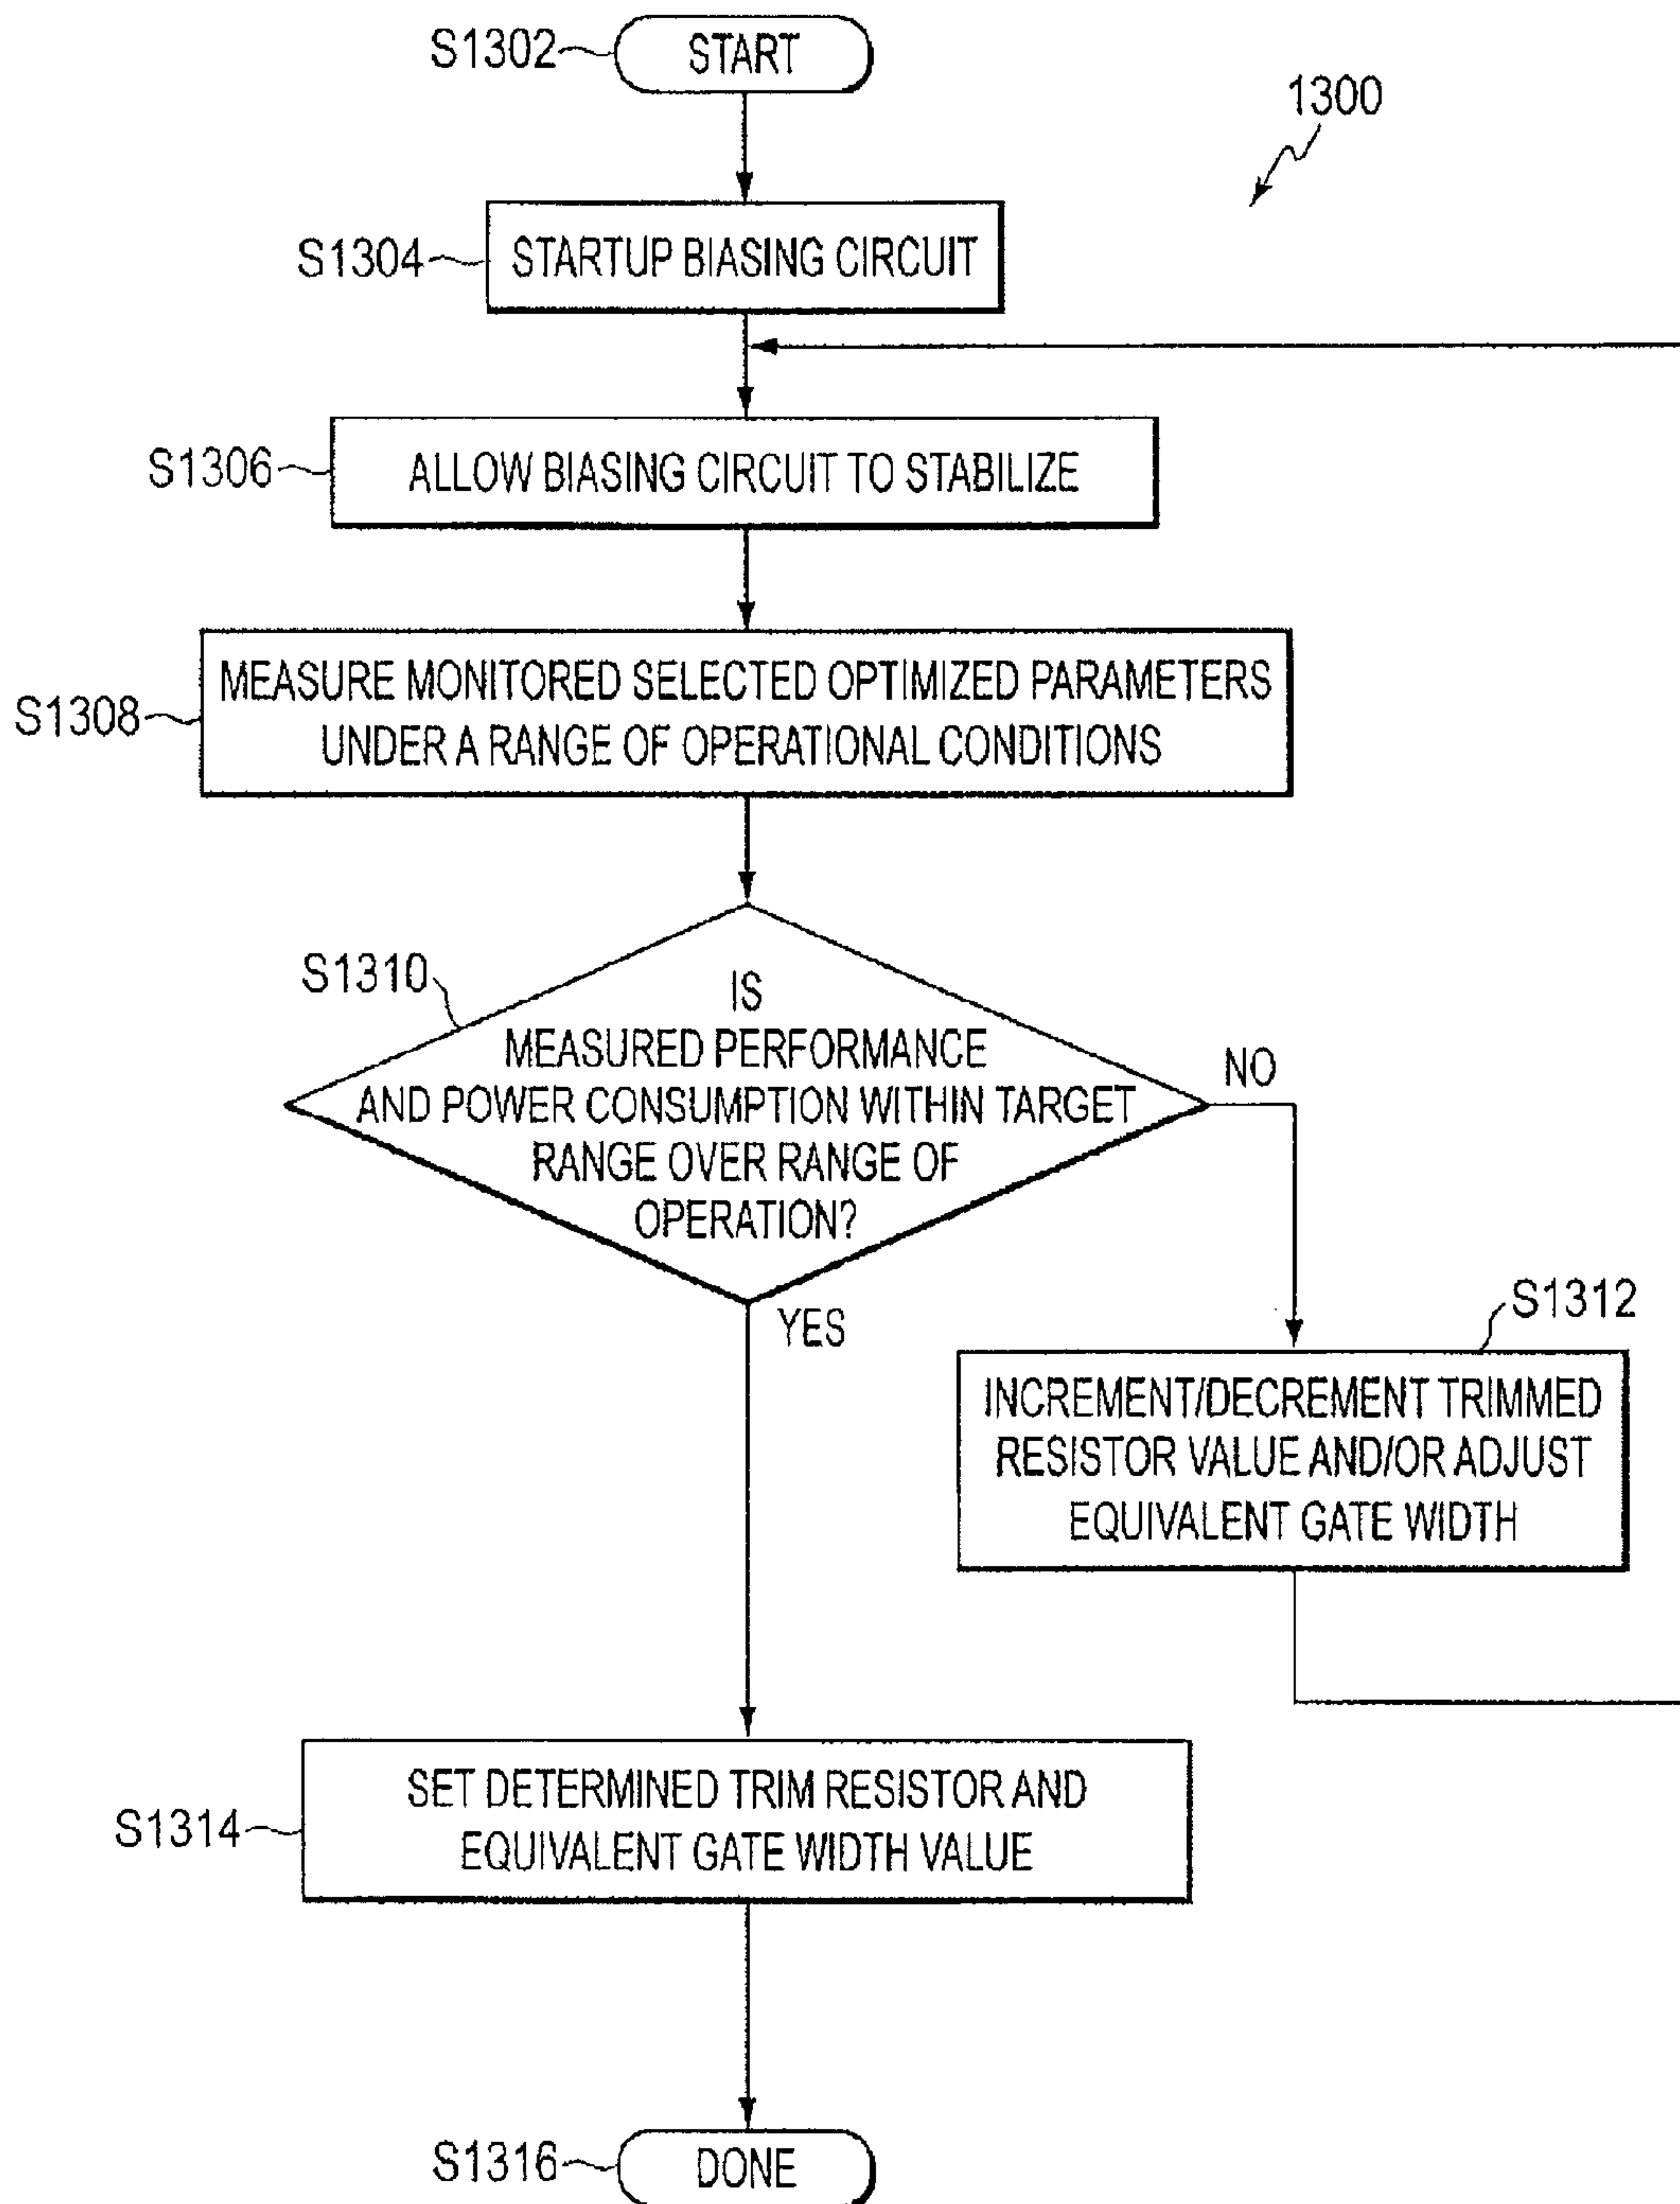 S1302
START
1300
S1304
STARTUP BIASING CIRCUIT
S1306
ALLOW BIASING CIRCUIT TO STABILIZE
S1308
MEASURE MONITORED SELECTED OPTIMIZED PARAMETERS
UNDER A RANGE OF OPERATIONAL CONDITIONS
S1310
IS
MEASURED PERFORMANCE
AND POWER CONSUMPTION WITHIN TARGET
RANGE OVER RANGE OF
OPERATION?
NO
YES
S1312
INCREMENT/DECREMENT TRIMMED
RESISTOR VALUE AND/OR ADJUST
EQUIVALENT GATE WIDTH
S1314
SET DETERMINED TRIM RESISTOR AND
EQUIVALENT GATE WIDTH VALUE
S1316
DONE